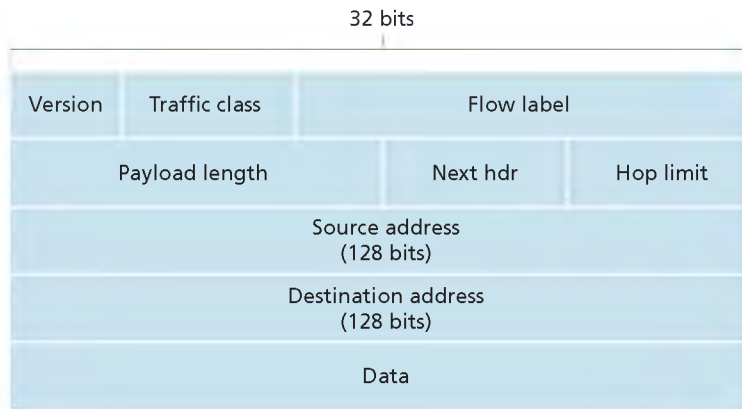 32 bits
Version Traffic class Flow label
Payload length Next hdr Hop limit
Source address
(128 bits)
Destination address
(128 bits)
Data